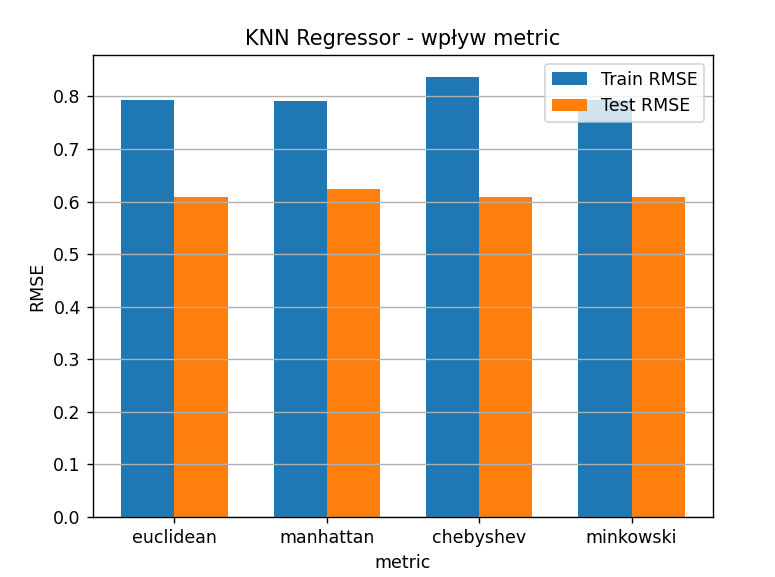 KNN Regressor - wpływ metric
Train RMSE
Test RMSE
RMSE
0.8
0.7
0.6
0.5
0.4
0.3
0.2
0.1
0.0
euclidean
manhattan
chebyshev
minkowski
metric